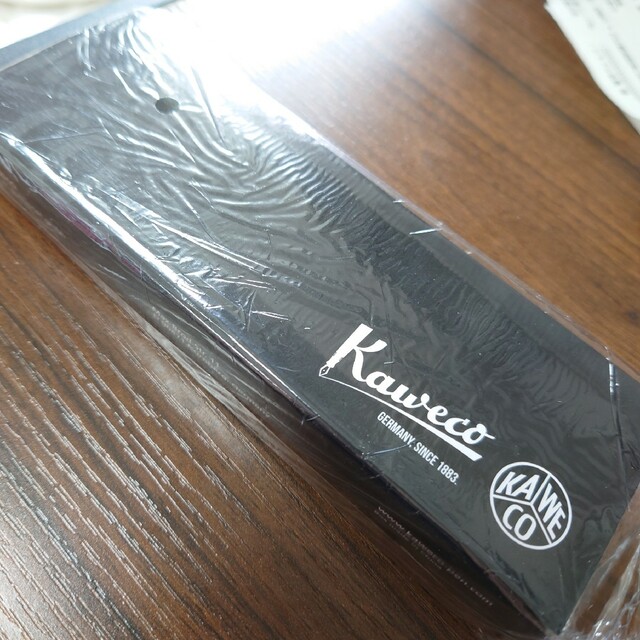 Kaweco
GERMANY, SINCE 1883.
KA WE
CO